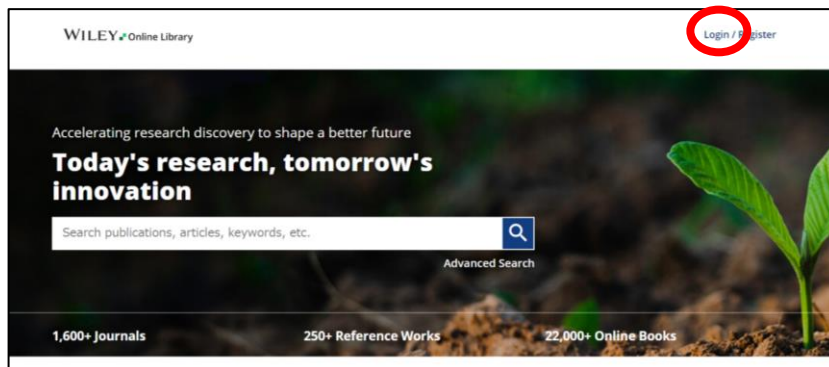 WILEY Online Library
Login / Register
Accelerating research discovery to shape a better future
Today's research, tomorrow's
innovation
Search publications, articles, keywords, etc.
Advanced Search
1,600+ Journals
250+ Reference Works
22,000+ Online Books